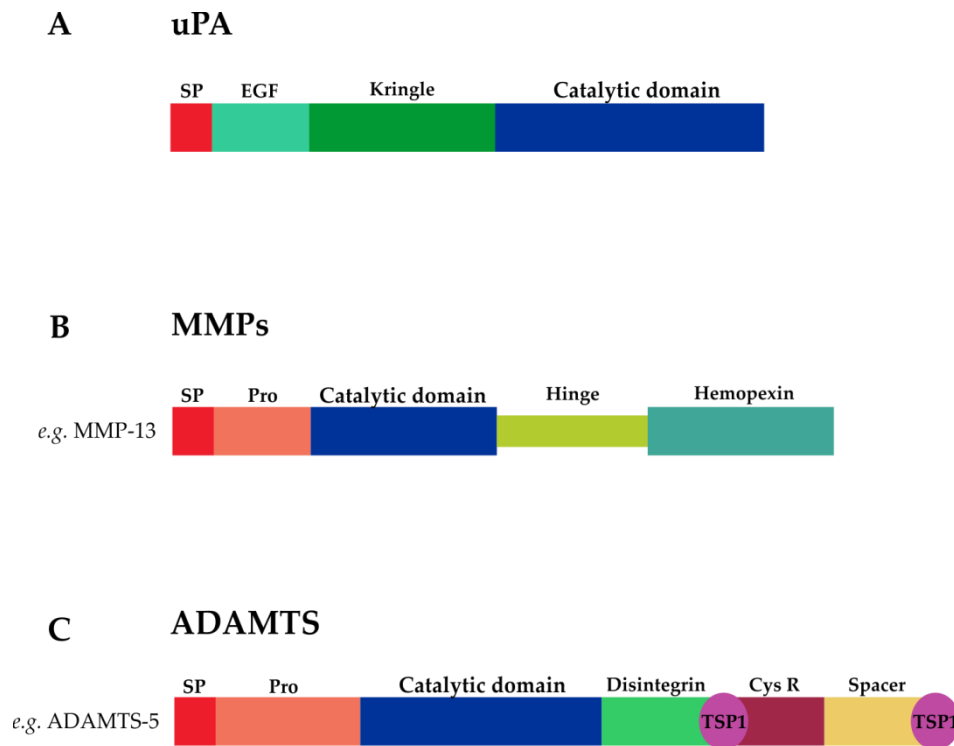 A uPA
SP EGF Kringle Catalytic domain
B MMPs
SP Pro Catalytic domain Hinge Hemopexin
e.g. MMP-13
C ADAMTS
SP Pro Catalytic domain Disintegrin Cys R Spacer
e.g. ADAMTS-5 TSP1 TSP1